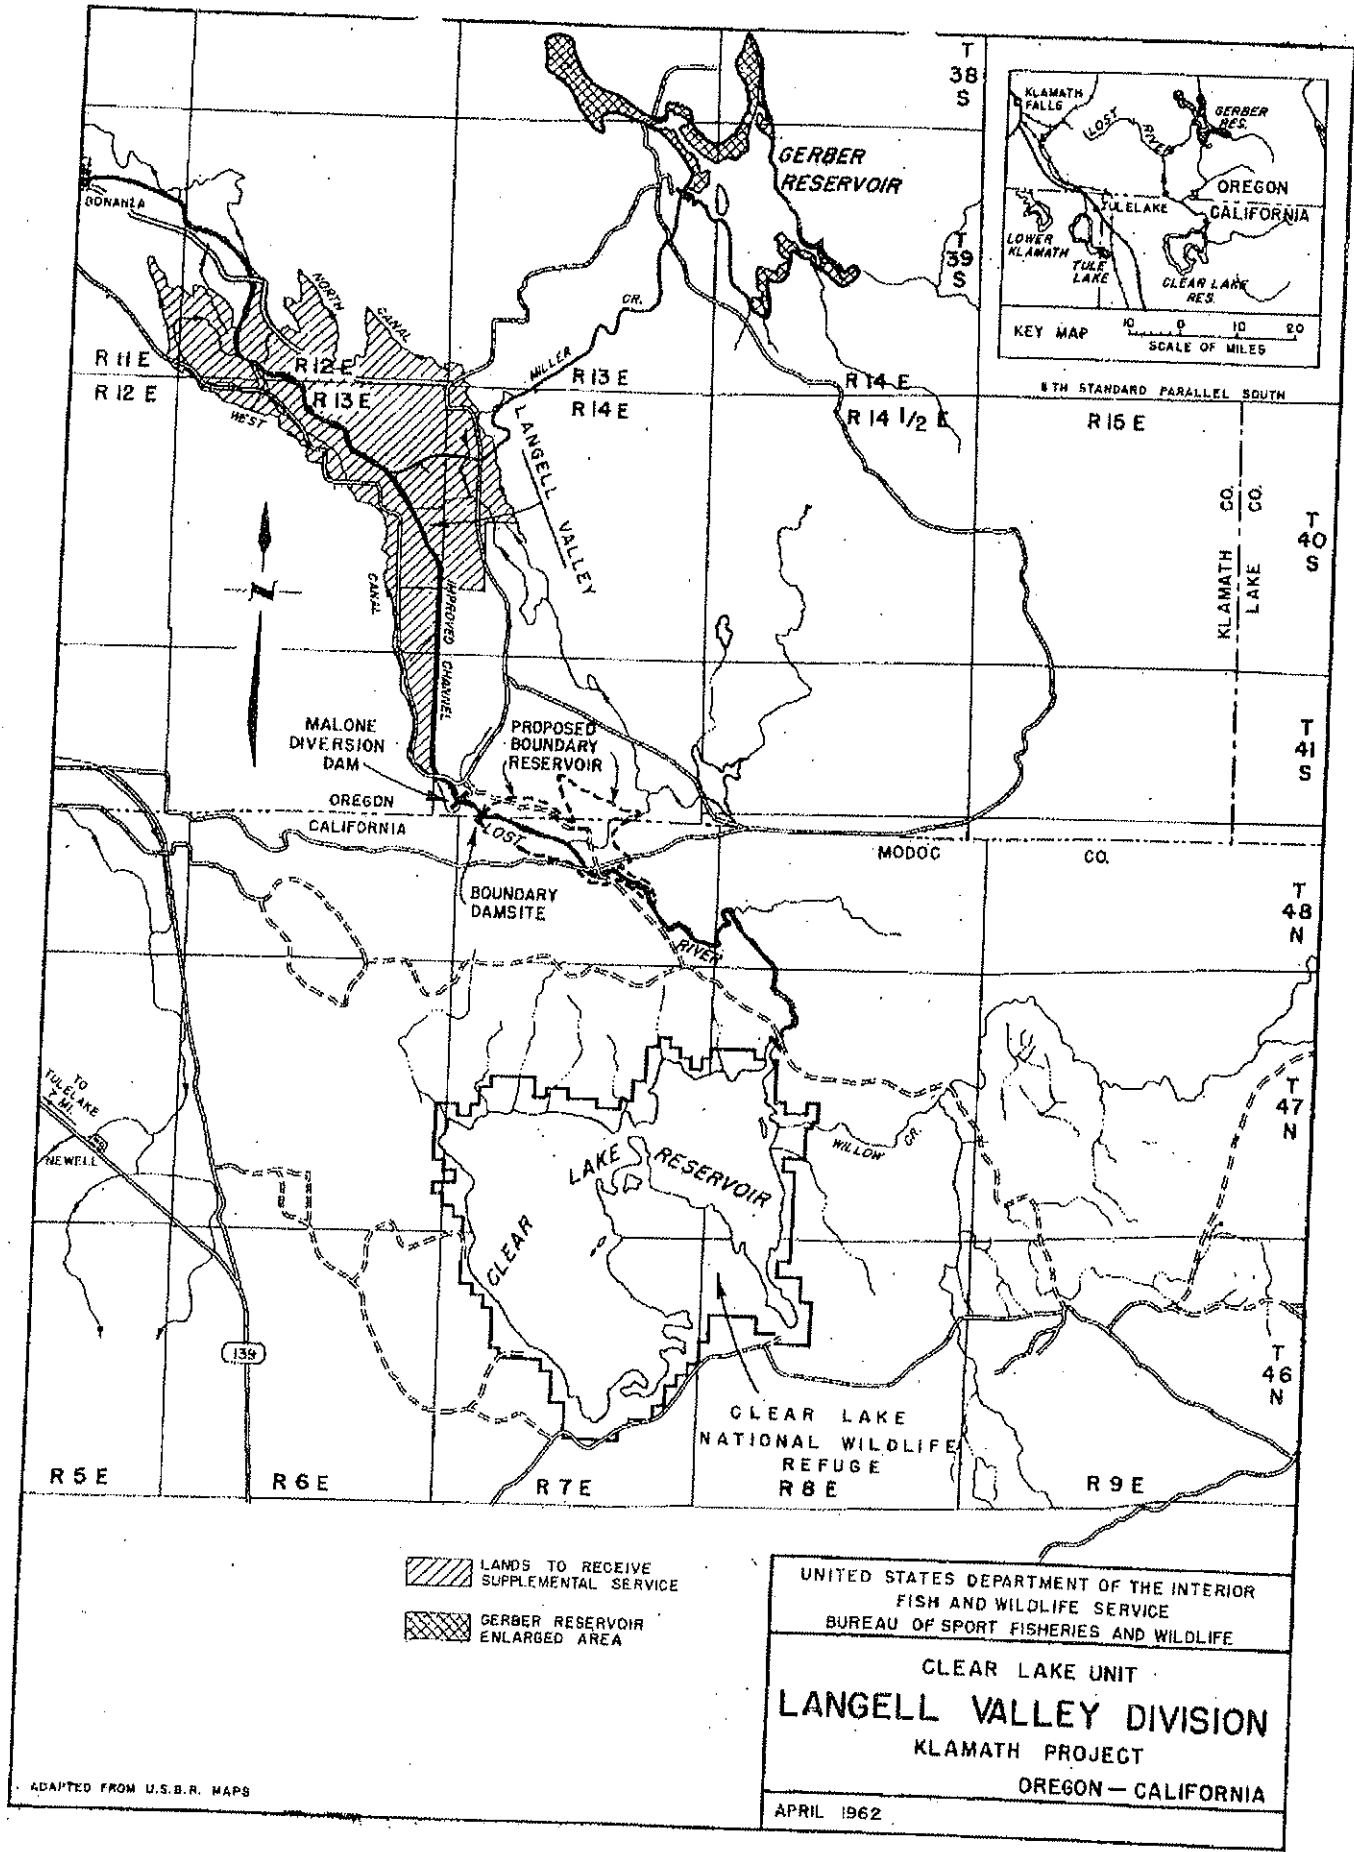 T
38
S
KLAMATH
FALLS
LOST
RIVER
GERBER
RES.
OREGON
CALIFORNIA
TULELAKE
LOWER
KLAMATH
TULE
LAKE
CLEAR LAKE
RES.
KEY MAP
10 0 10 20
SCALE OF MILES
GERBER
RESERVOIR
BONANZA
T
39
S
NORTH
CANAL
CR.
MILLER
R 11 E
R 12 E
R 12 E
R 13 E
R 13 E
R 14 E
R 14 E
R 14 1/2 E
8TH STANDARD PARALLEL SOUTH
R 15 E
WEST
CANAL
LANGELL VALLEY
KLAMATH CO.
LAKE CO.
T
40
S
N
IMPROVED CHANNEL
MALONE
DIVERSION
DAM
PROPOSED
BOUNDARY
RESERVOIR
T
41
S
OREGON
CALIFORNIA
LOST
RIVER
MODOC CO.
BOUNDARY
DAMSITE
T
48
N
TO
TULELAKE
7 MI.
NEWELL
T
47
N
WILLOW CR.
CLEAR
LAKE
RESERVOIR
139
T
46
N
CLEAR LAKE
NATIONAL WILDLIFE
REFUGE
R 5 E
R 6 E
R 7 E
R 8 E
R 9 E
LANDS TO RECEIVE
SUPPLEMENTAL SERVICE
GERBER RESERVOIR
ENLARGED AREA
UNITED STATES DEPARTMENT OF THE INTERIOR
FISH AND WILDLIFE SERVICE
BUREAU OF SPORT FISHERIES AND WILDLIFE
CLEAR LAKE UNIT
LANGELL VALLEY DIVISION
KLAMATH PROJECT
OREGON — CALIFORNIA
APRIL 1962
ADAPTED FROM U.S.B.R. MAPS